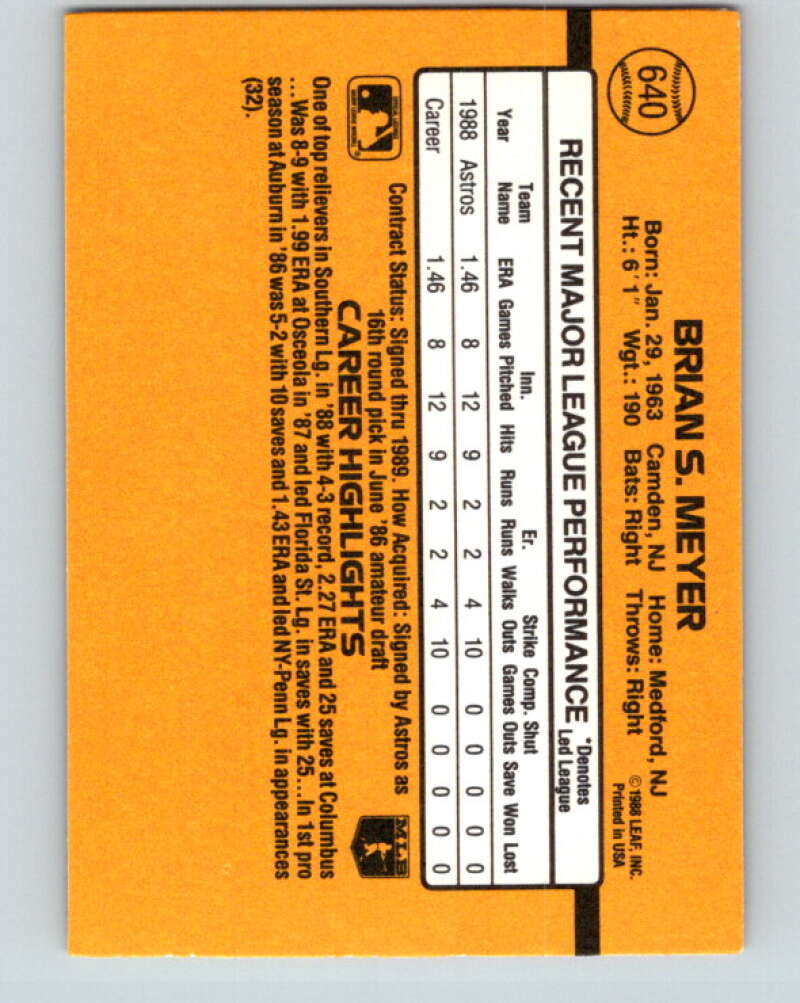 640
BRIAN S. MEYER
Born: Jan. 29, 1963 Camden, NJ Home: Medford, NJ
Ht.: 6' 1" Wgt.: 190 Bats: Right Throws: Right
© 1988 LEAF, INC.
Printed in USA
RECENT MAJOR LEAGUE PERFORMANCE
*Denotes
Led League
Team Inn. Er. Strike Comp. Shut
Year Name ERA Games Pitched Hits Runs Runs Walks Outs Games Outs Save Won Lost
1988 Astros 1.46 8 12 9 2 2 4 10 0 0 0 0 0
Career 1.46 8 12 9 2 2 4 10 0 0 0 0 0
Contract Status: Signed thru 1989. How Acquired: Signed by Astros as
16th round pick in June '86 amateur draft
MLB
CAREER HIGHLIGHTS
One of top relievers in Southern Lg. in '88 with 4-3 record, 2.27 ERA and 25 saves at Columbus
...Was 8-9 with 1.99 ERA at Osceola in '87 and led Florida St. Lg. in saves with 25...In 1st pro
season at Auburn in '86 was 5-2 with 10 saves and 1.43 ERA and led NY-Penn Lg. in appearances
(32).